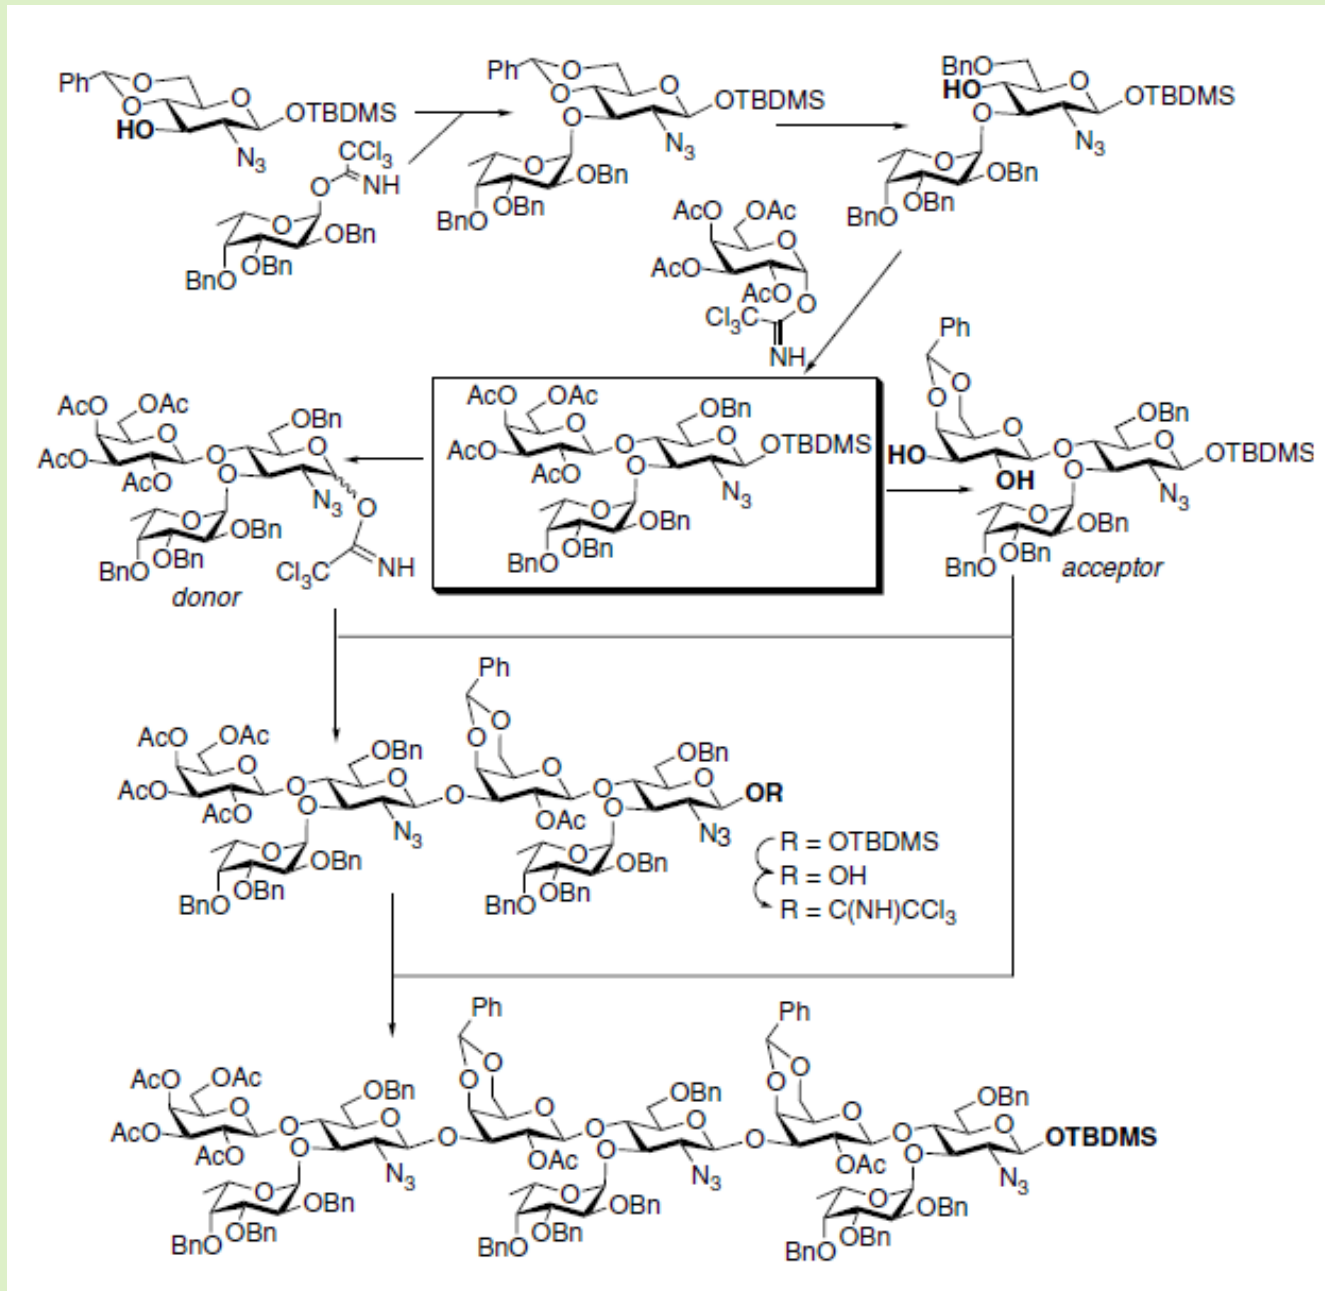 Ph O O O OTBDMS
HO N3
CCl3
O NH
O OBn
OBn
BnO
Ph O O O OTBDMS
O N3
O OBn
OBn
BnO
BnO
HO O OTBDMS
O N3
O OBn
OBn
BnO
AcO OAc
O
AcO
AcO O
Cl3C
NH
AcO OAc
O
AcO
AcO
O OBn
O
O N3
O
O OBn
OBn
BnO
Cl3C NH
donor
AcO OAc
O
AcO
AcO
O OBn
O OTBDMS
O N3
O OBn
OBn
BnO
Ph
O O
O
HO
OH
O OBn
O OTBDMS
O N3
O OBn
OBn
BnO
acceptor
Ph
AcO OAc
O
AcO
AcO
O OBn
O
O N3
O OBn
OBn
BnO
O O
O
O OAc
O OBn
O OR
O N3
O OBn
OBn
BnO
R = OTBDMS
R = OH
R = C(NH)CCl3
Ph Ph
AcO OAc
O
AcO
AcO
O OBn
O
O N3
O OBn
OBn
BnO
O O
O
O OAc
O OBn
O
O N3
O OBn
OBn
BnO
O O
O
O OAc
O OBn
O OTBDMS
O N3
O OBn
OBn
BnO